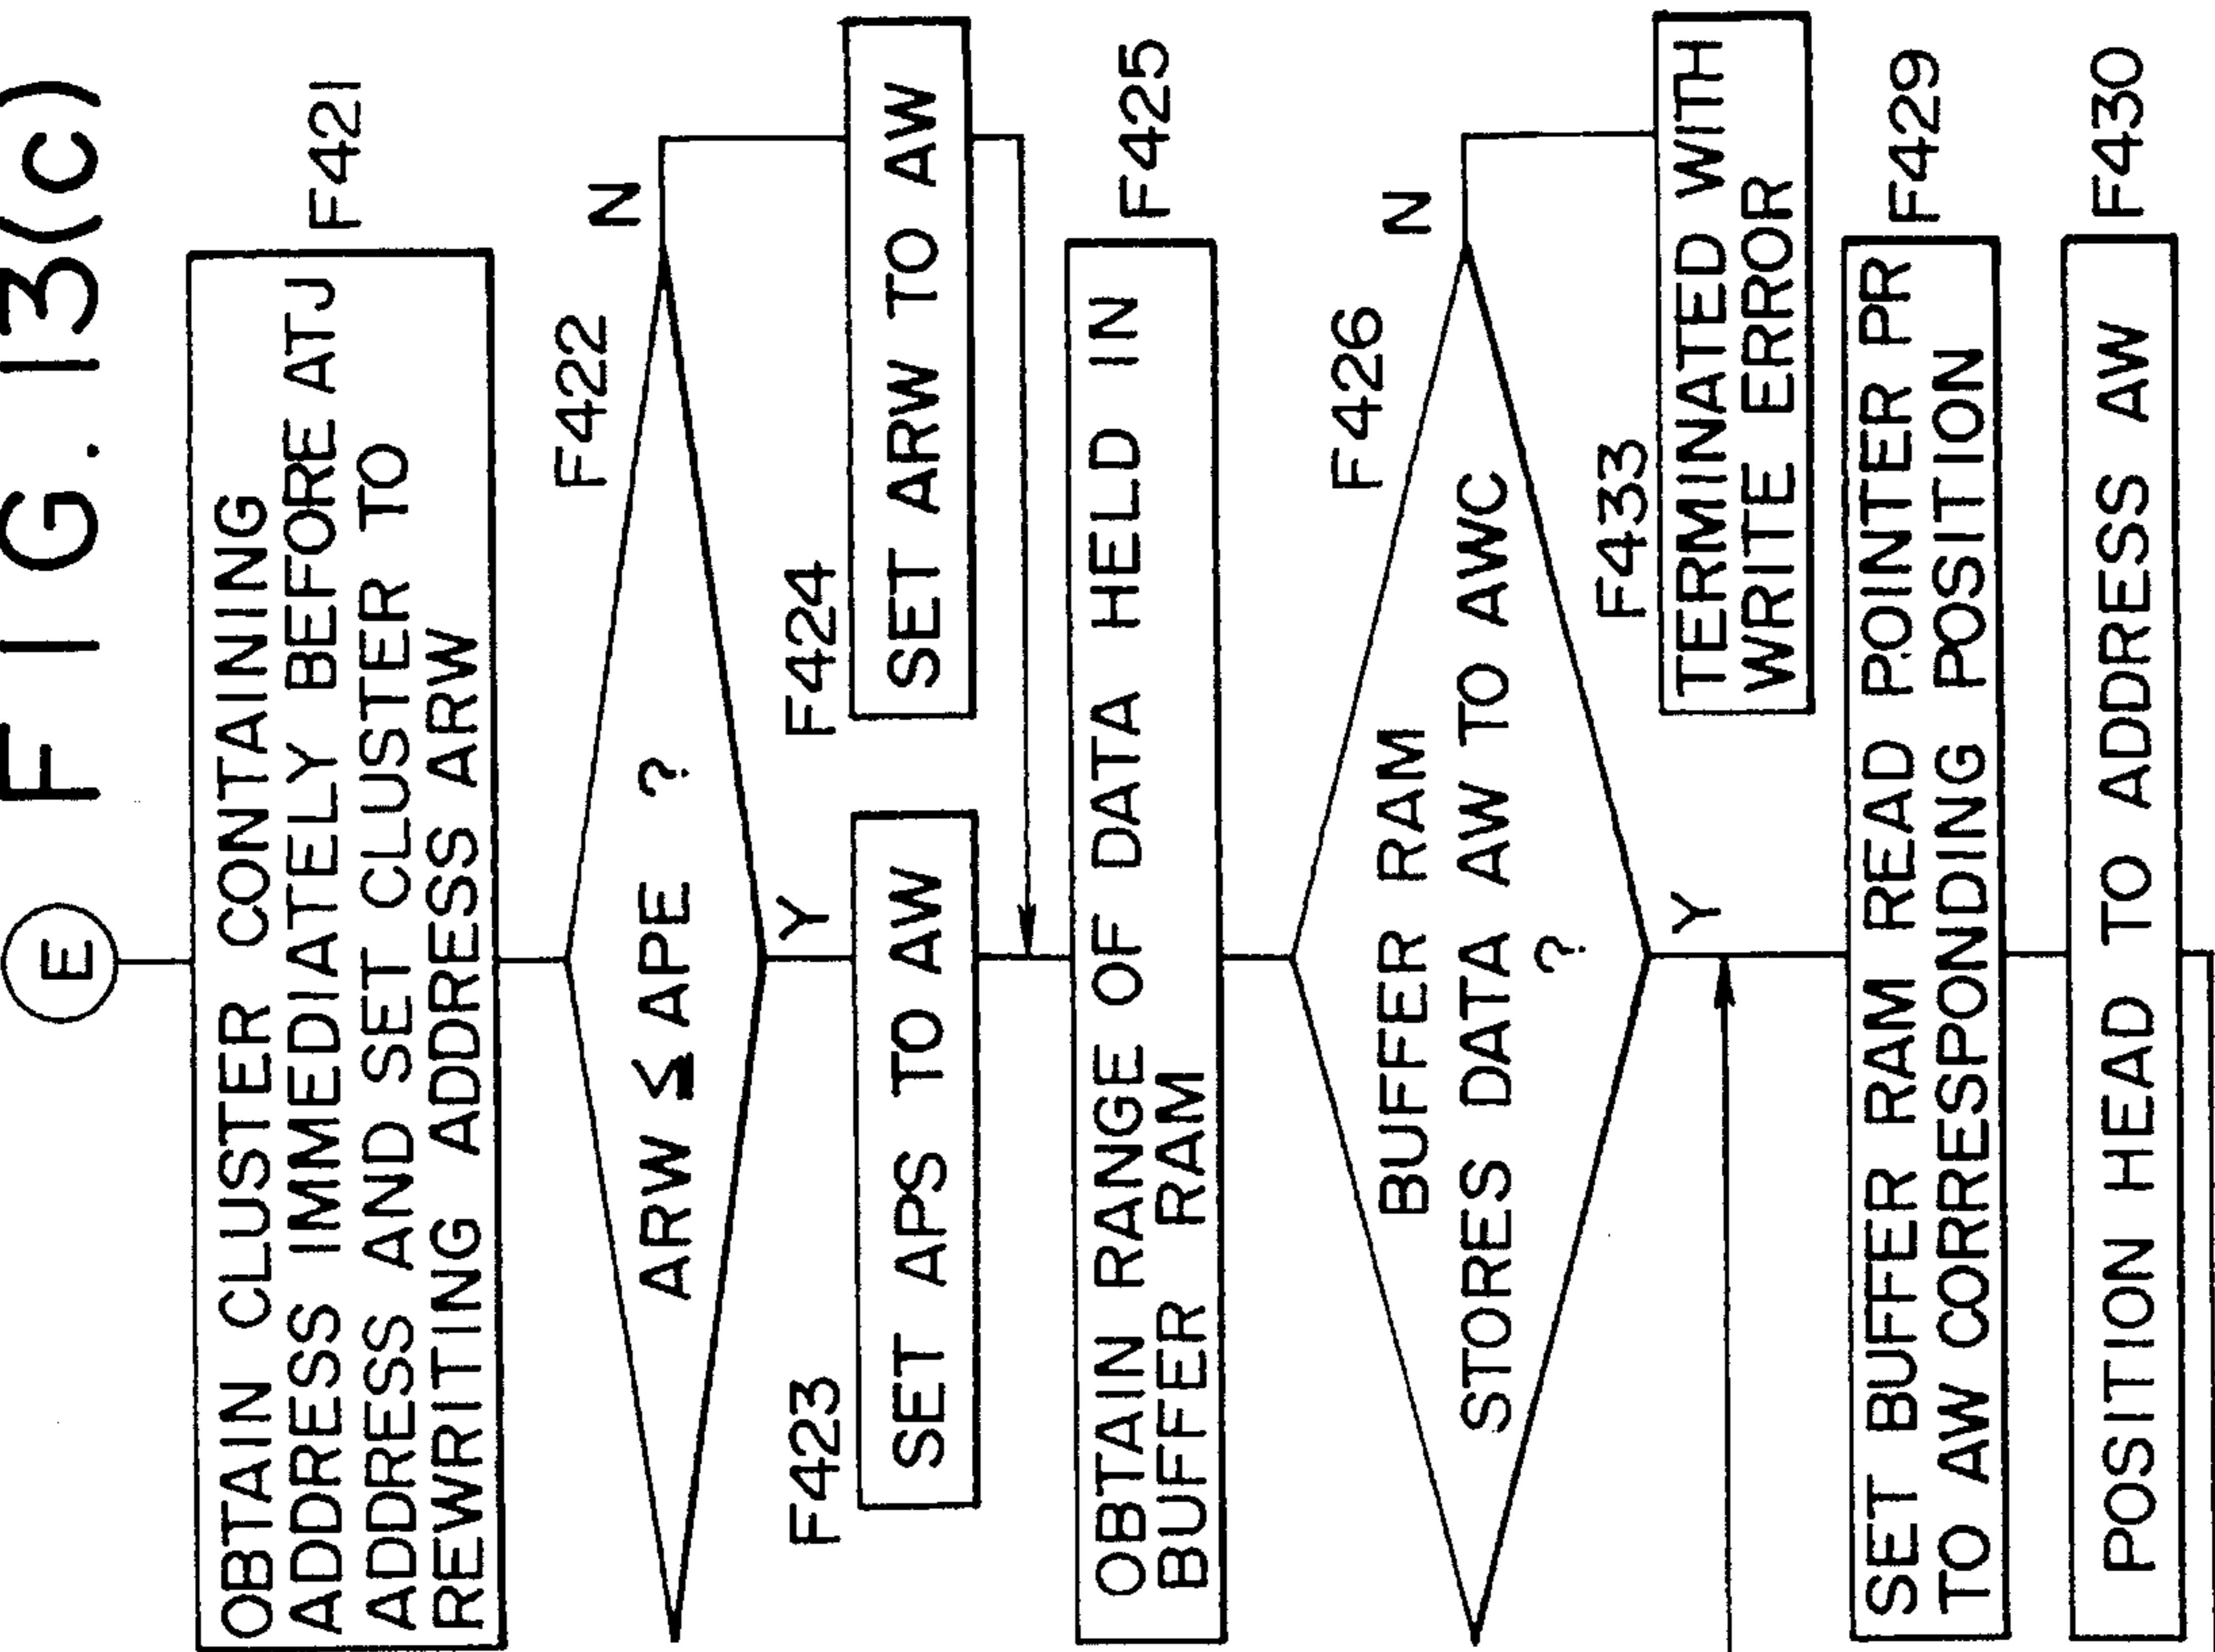 FIG. 13(c)
E
OBTAIN CLUSTER CONTAINING
ADDRESS IMMEDIATELY BEFORE ATJ
ADDRESS AND SET CLUSTER TO
REWRITING ADDRESS ARW
F421
F422
ARW ≤ APE ?
N
Y
F423
SET APS TO AW
F424
SET ARW TO AW
OBTAIN RANGE OF DATA HELD IN
BUFFER RAM
F425
F426
BUFFER RAM
STORES DATA AW TO AWC
?
N
Y
F433
TERMINATED WITH
WRITE ERROR
SET BUFFER RAM READ POINTER PR
TO AW CORRESPONDING POSITION
F429
POSITION HEAD TO ADDRESS AW
F430